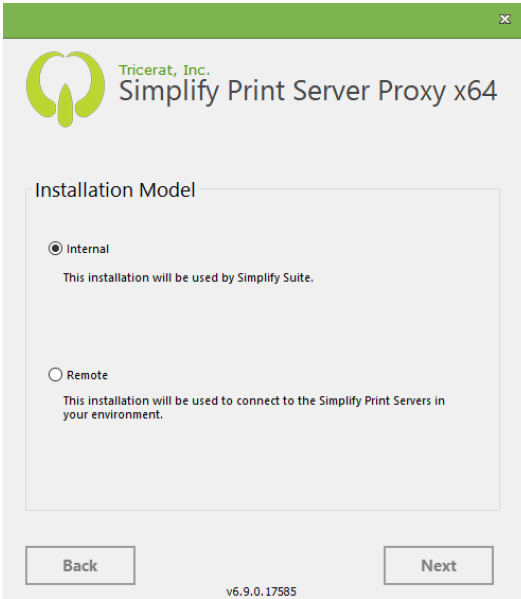 Tricerat, Inc.
Simplify Print Server Proxy x64
Installation Model
Internal
This installation will be used by Simplify Suite.
Remote
This installation will be used to connect to the Simplify Print Servers in
your environment.
Back
Next
v6.9.0.17585